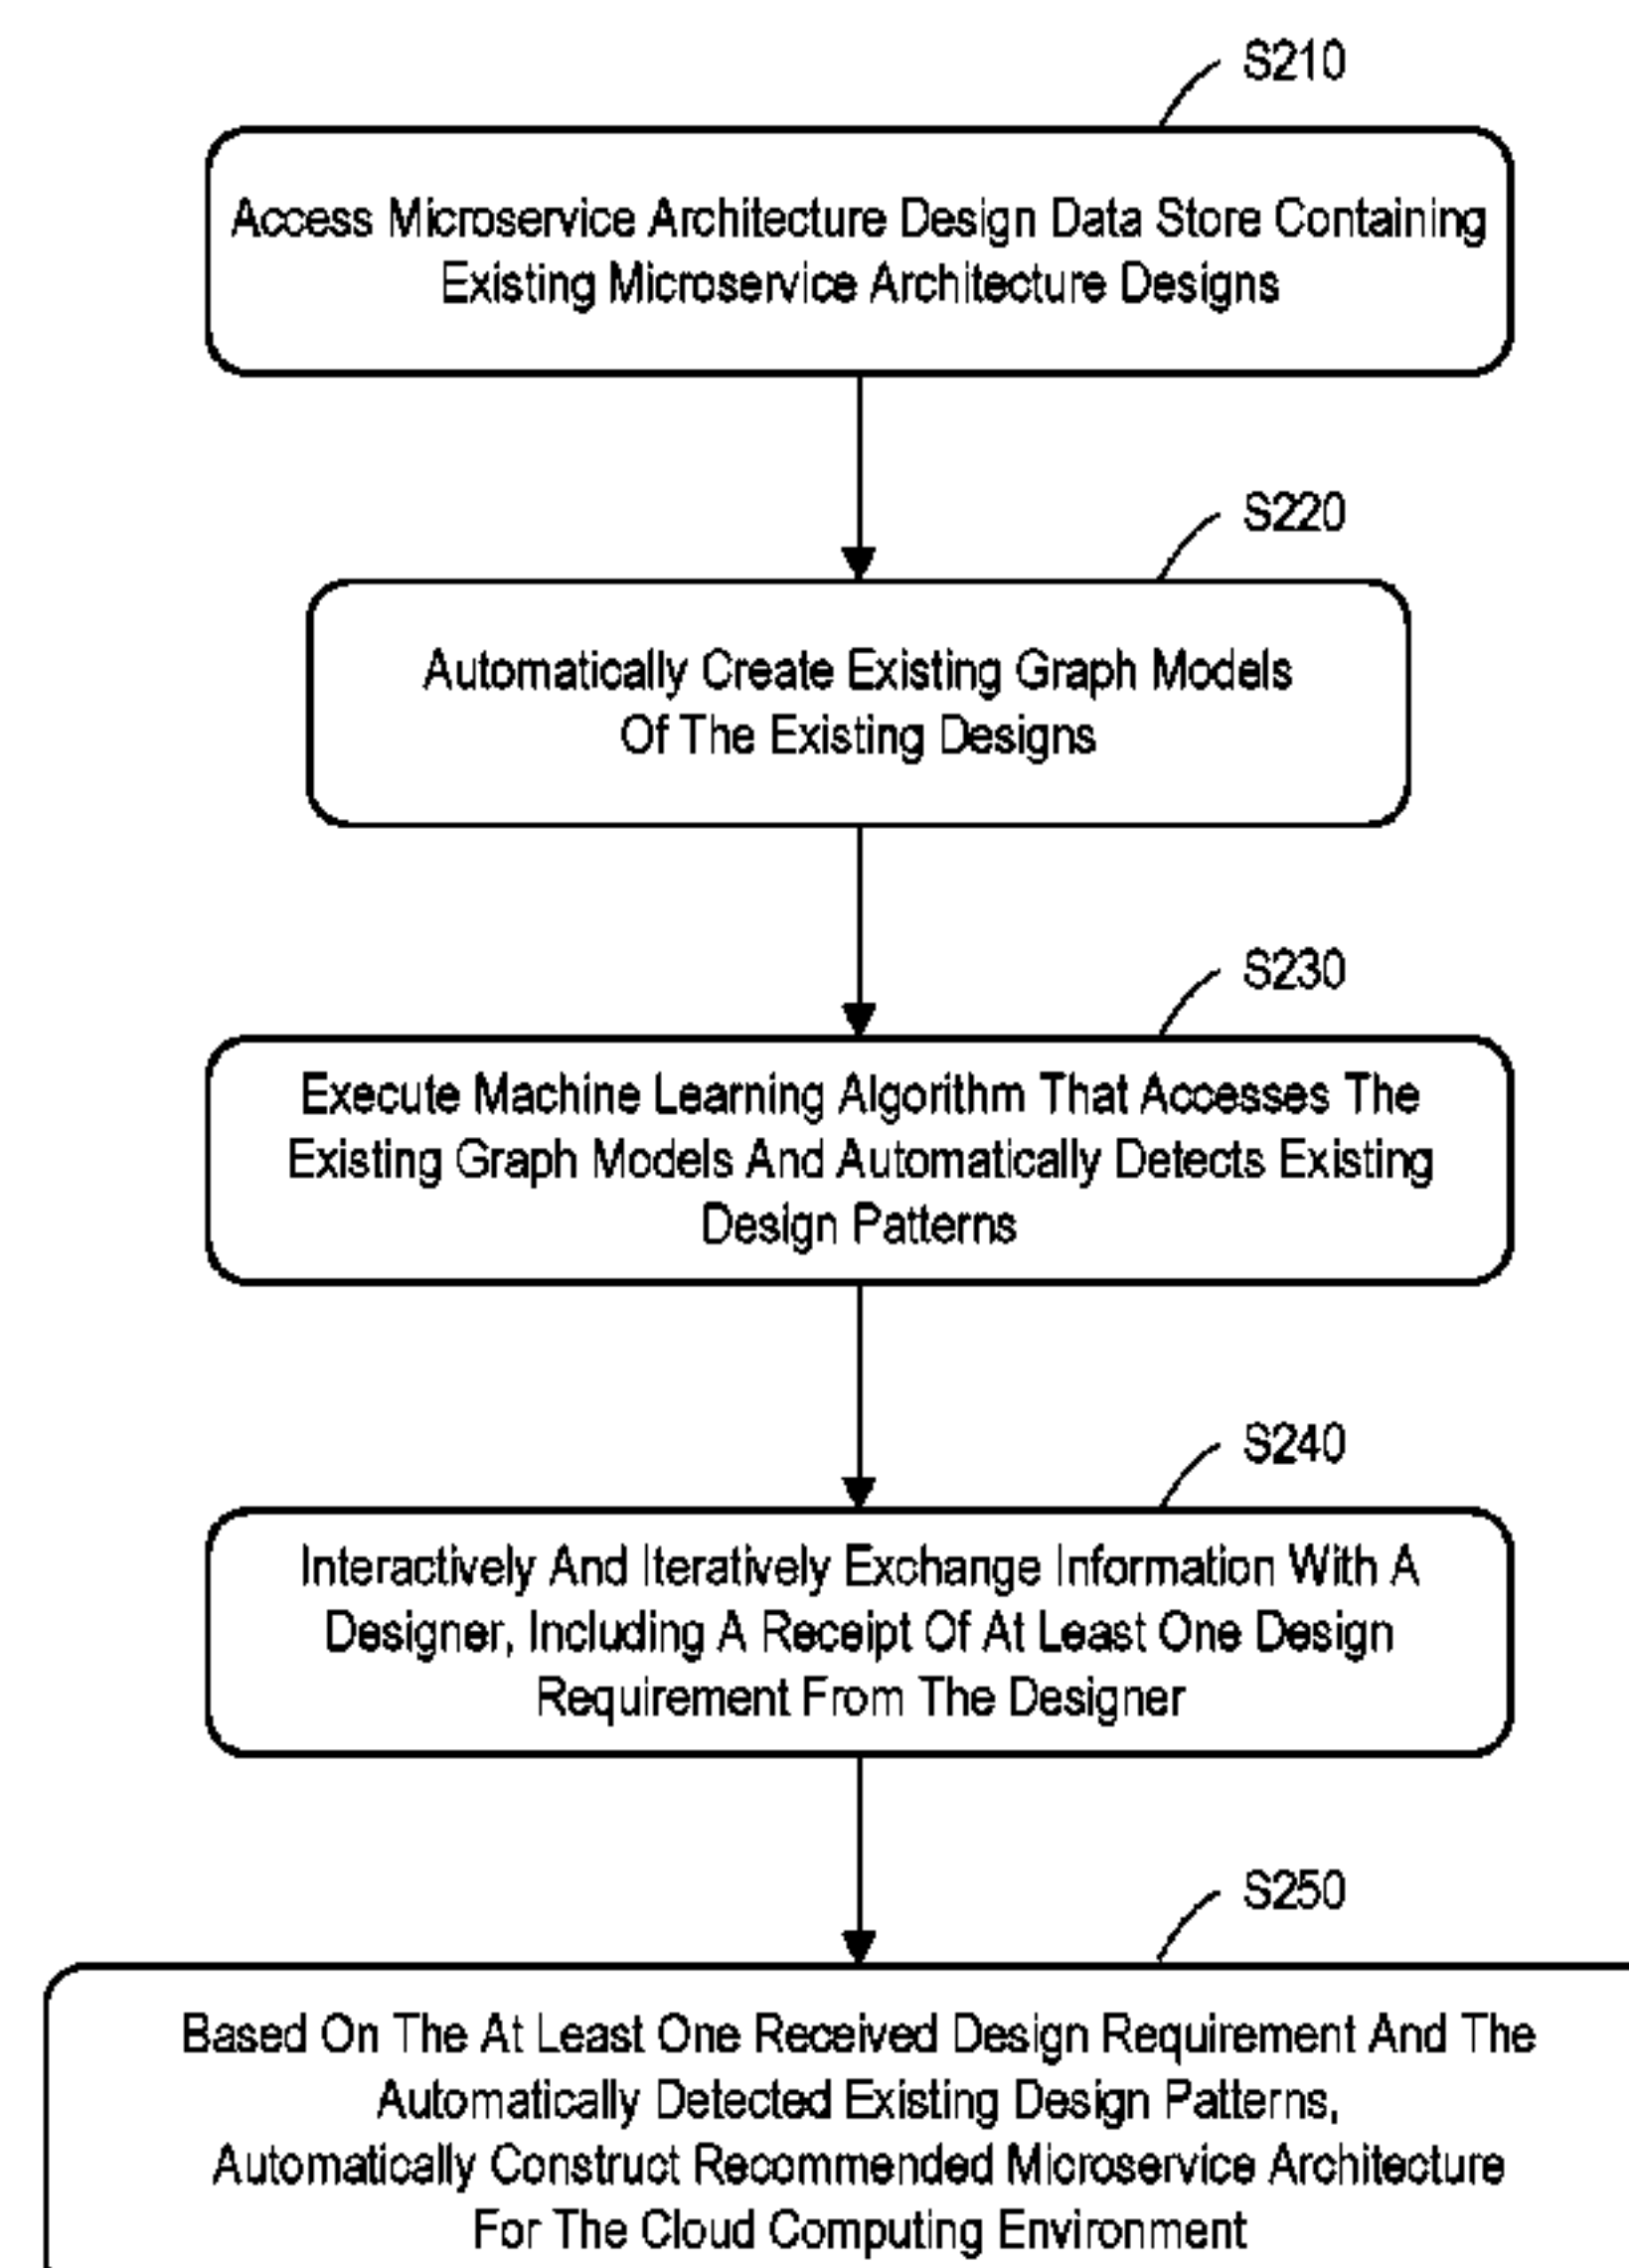 S210
Access Microservice Architecture Design Data Store Containing
Existing Microservice Architecture Designs
S220
Automatically Create Existing Graph Models
Of The Existing Designs
S230
Execute Machine Learning Algorithm That Accesses The
Existing Graph Models And Automatically Detects Existing
Design Patterns
S240
Interactively And Iteratively Exchange Information With A
Designer, Including A Receipt Of At Least One Design
Requirement From The Designer
S250
Based On The At Least One Received Design Requirement And The
Automatically Detected Existing Design Patterns,
Automatically Construct Recommended Microservice Architecture
For The Cloud Computing Environment